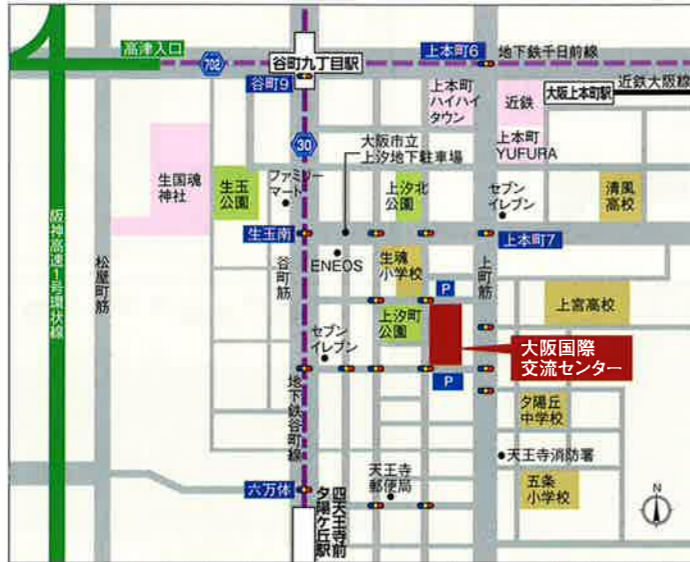 高津入口
702
谷町九丁目駅
上本町6
地下鉄千日前線
谷町9
上本町
ハイハイ
タウン
近鉄
大阪上本町駅
近鉄大阪線
30
大阪市立
上汐地下駐車場
上本町
YUFURA
生国魂
神社
生玉
公園
ファミリー
マート
上汐北
公園
セブン
イレブン
清風
高校
阪神高速1号環状線
松屋町筋
生玉南
谷町筋
ENEOS
生魂
小学校
上町筋
上本町7
P
上宮高校
セブン
イレブン
上汐町
公園
大阪国際
交流センター
P
地下鉄谷町線
夕陽丘
中学校
天王寺消防署
六万体
四天王寺前
夕陽ケ丘駅
天王寺
郵便局
五条
小学校
N